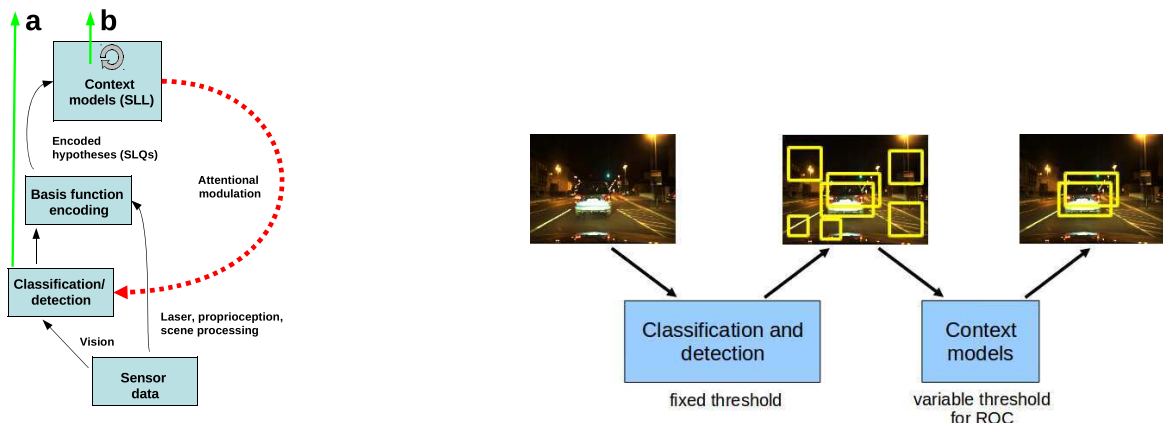 a
b
Context
models (SLL)
Encoded
hypotheses (SLQs)
Attentional
modulation
Basis function
encoding
Classification/
detection
Laser, proprioception,
scene processing
Vision
Sensor
data
Classification and
detection
fixed threshold
Context
models
variable threshold
for ROC